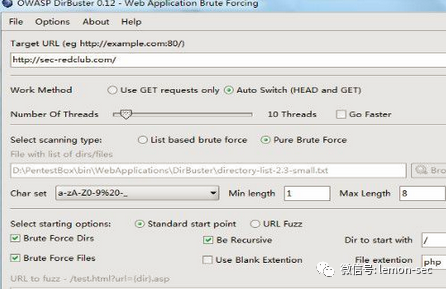 OWASP DirBuster 0.12 - Web Application Brute Forcing
File Options About Help
Target URL (eg http://example.com:80/)
http://sec-redclub.com/
Work Method Use GET requests only Auto Switch (HEAD and GET)
Number Of Threads 10 Threads Go Faster
Select scanning type: List based brute force Pure Brute Force
File with list of dirs/files
D:\PentestBox\bin\WebApplications\DirBuster\directory-list-2.3-small.txt Bro
Char set a-zA-Z0-9%20-_ Min length 1 Max Length 8
Select starting options: Standard start point URL Fuzz
Brute Force Dirs Be Recursive Dir to start with /
Brute Force Files Use Blank Extention File extention php
URL to fuzz - /test.html?url={dir}.asp
微信号: lemon-sec